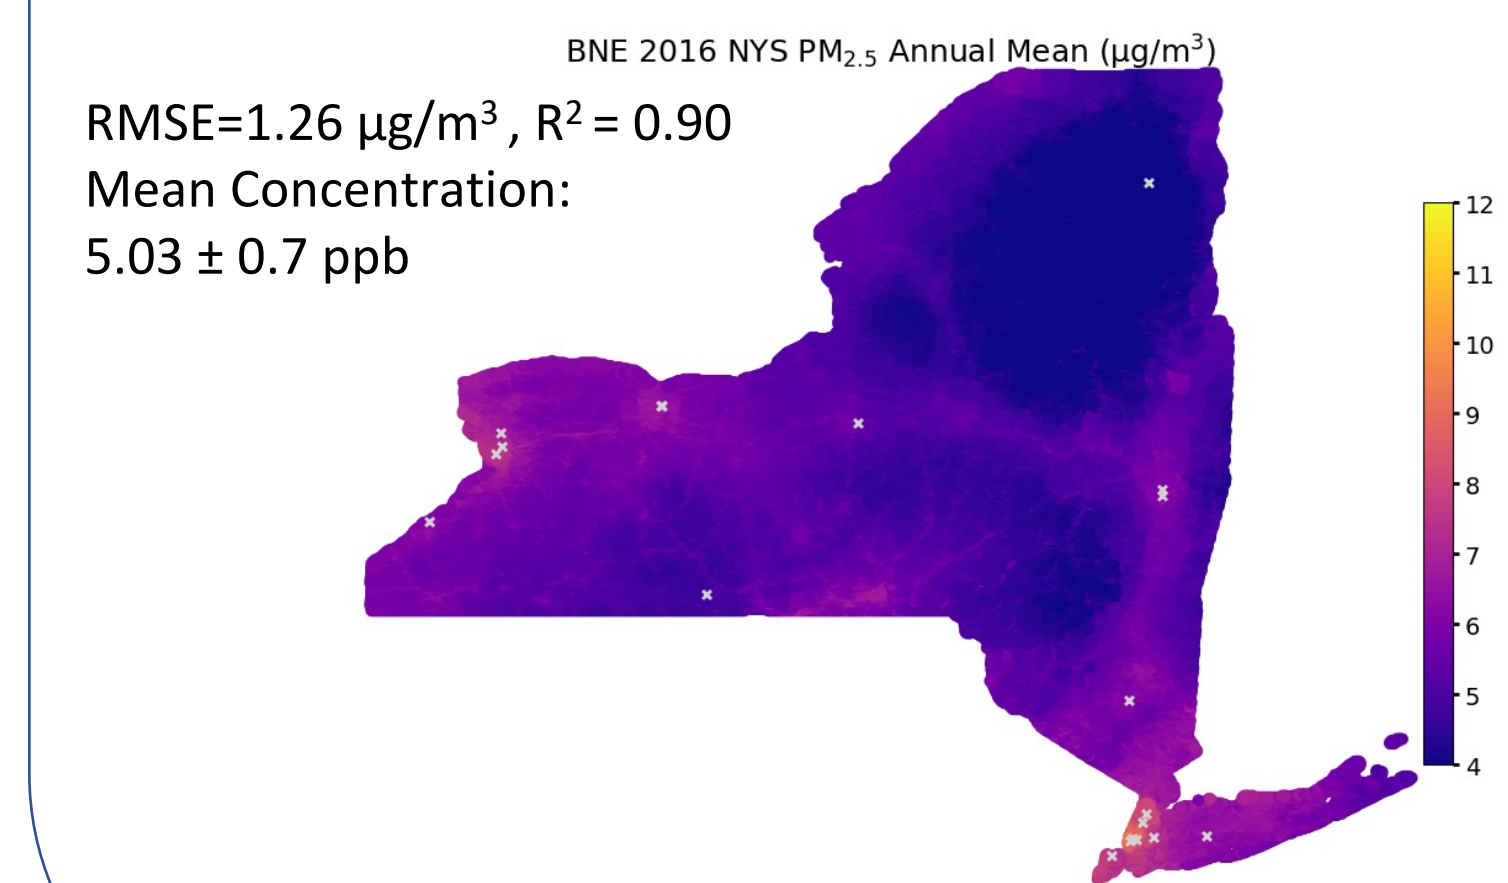 BNE 2016 NYS PM₂.₅ Annual Mean (μg/m³)
RMSE=1.26 µg/m³ , R² = 0.90
Mean Concentration:
5.03 ± 0.7 ppb
12
11
10
9
8
7
6
5
4